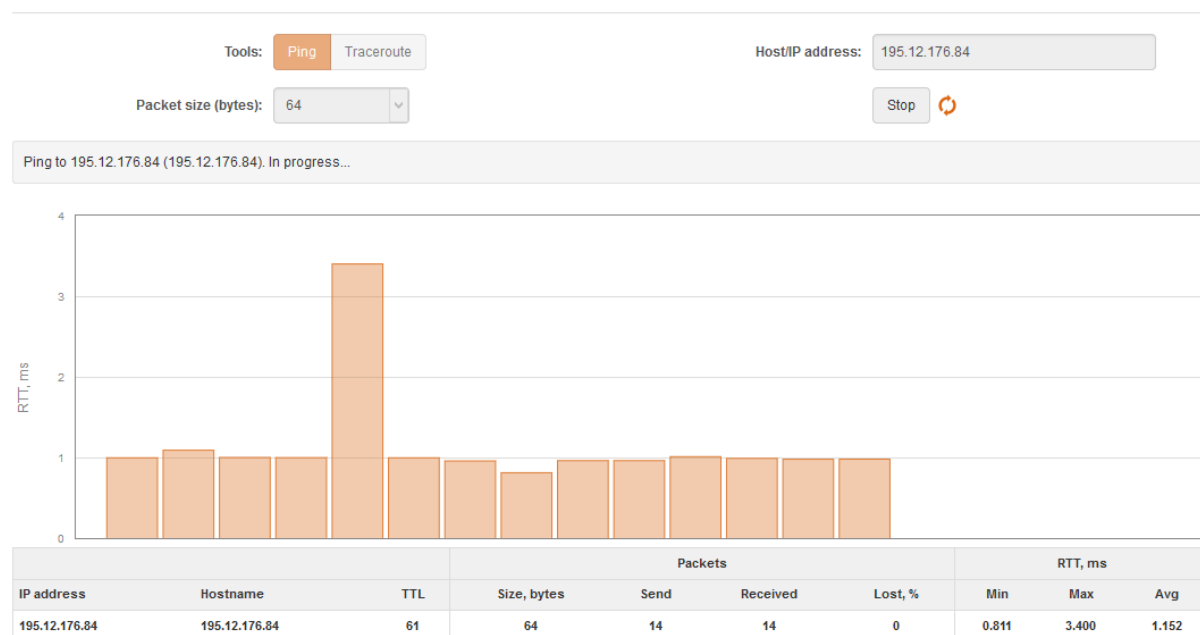 Tools: Ping Traceroute Host/IP address: 195.12.176.84
Packet size (bytes): 64 Stop
Ping to 195.12.176.84 (195.12.176.84). In progress...
4
3
2
1
0
RTT, ms
Packets RTT, ms
IP address Hostname TTL Size, bytes Send Received Lost, % Min Max Avg
195.12.176.84 195.12.176.84 61 64 14 14 0 0.811 3.400 1.152